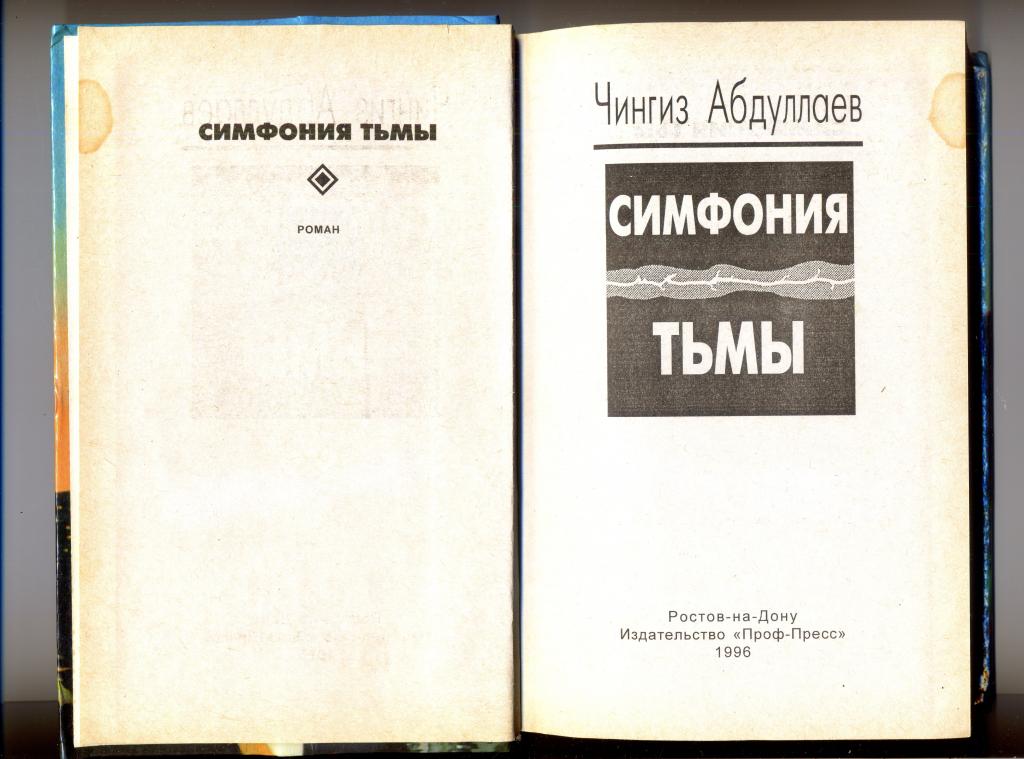 СИМФОНИЯ ТЬМЫ
РОМАН
Чингиз Абдуллаев
СИМФОНИЯ
ТЬМЫ
Ростов-на-Дону
Издательство «Проф-Пресс»
1996